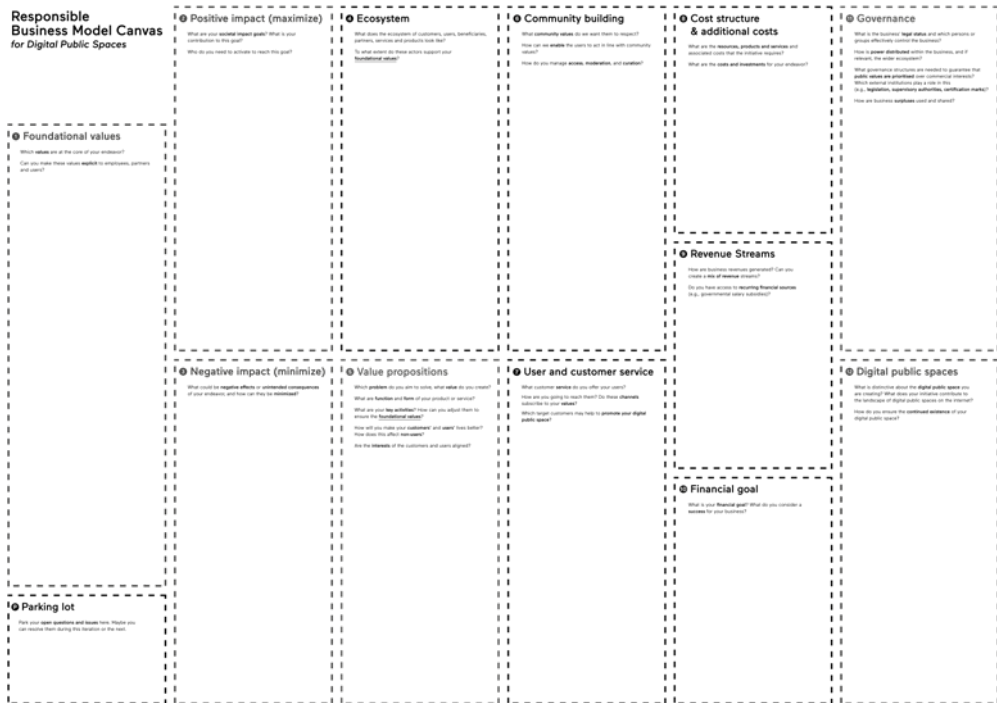 Responsible
Business Model Canvas
for Digital Public Spaces
1 Foundational values
Which values are at the core of your endeavor?
Can you make these values explicit to employees, partners
and users?
P Parking lot
Park your open questions and issues here. Maybe you
can resolve them during this iteration or the next.
2 Positive impact (maximize)
What are your societal impact goals? What is your
contribution to this goal?
Who do you need to activate to reach this goal?
3 Negative impact (minimize)
What could be negative effects or unintended consequences
of your endeavor, and how can they be minimized?
4 Ecosystem
What does the ecosystem of customers, users, beneficiaries,
partners, services and products look like?
To what extent do these actors support your
foundational values?
5 Value propositions
Which problem do you aim to solve, what value do you create?
What are function and form of your product or service?
What are your key activities? How can you adjust them to
ensure the foundational values?
How will you make your customers' and users' lives better?
How does this affect non-users?
Are the interests of the customers and users aligned?
6 Community building
What community values do we want them to respect?
How can we enable the users to act in line with community
values?
How do you manage access, moderation, and curation?
7 User and customer service
What customer service do you offer your users?
How are you going to reach them? Do these channels
subscribe to your values?
Which target customers may help to promote your digital
public space?
8 Cost structure
& additional costs
What are the resources, products and services and
associated costs that the initiative requires?
What are the costs and investments for your endeavor?
9 Revenue Streams
How are business revenues generated? Can you
create a mix of revenue streams?
Do you have access to recurring financial sources
(e.g., governmental salary subsidies)?
10 Financial goal
What is your financial goal? What do you consider a
success for your business?
11 Governance
What is the business' legal status and which persons or
groups effectively control the business?
How is power distributed within the business, and if
relevant, the wider ecosystem?
What governance structures are needed to guarantee that
public values are prioritised over commercial interests?
Which external institutions play a role in this
(e.g., legislation, supervisory authorities, certification marks)?
How are business surpluses used and shared?
12 Digital public spaces
What is distinctive about the digital public space you
are creating? What does your initiative contribute to
the landscape of digital public spaces on the internet?
How do you ensure the continued existence of your
digital public space?